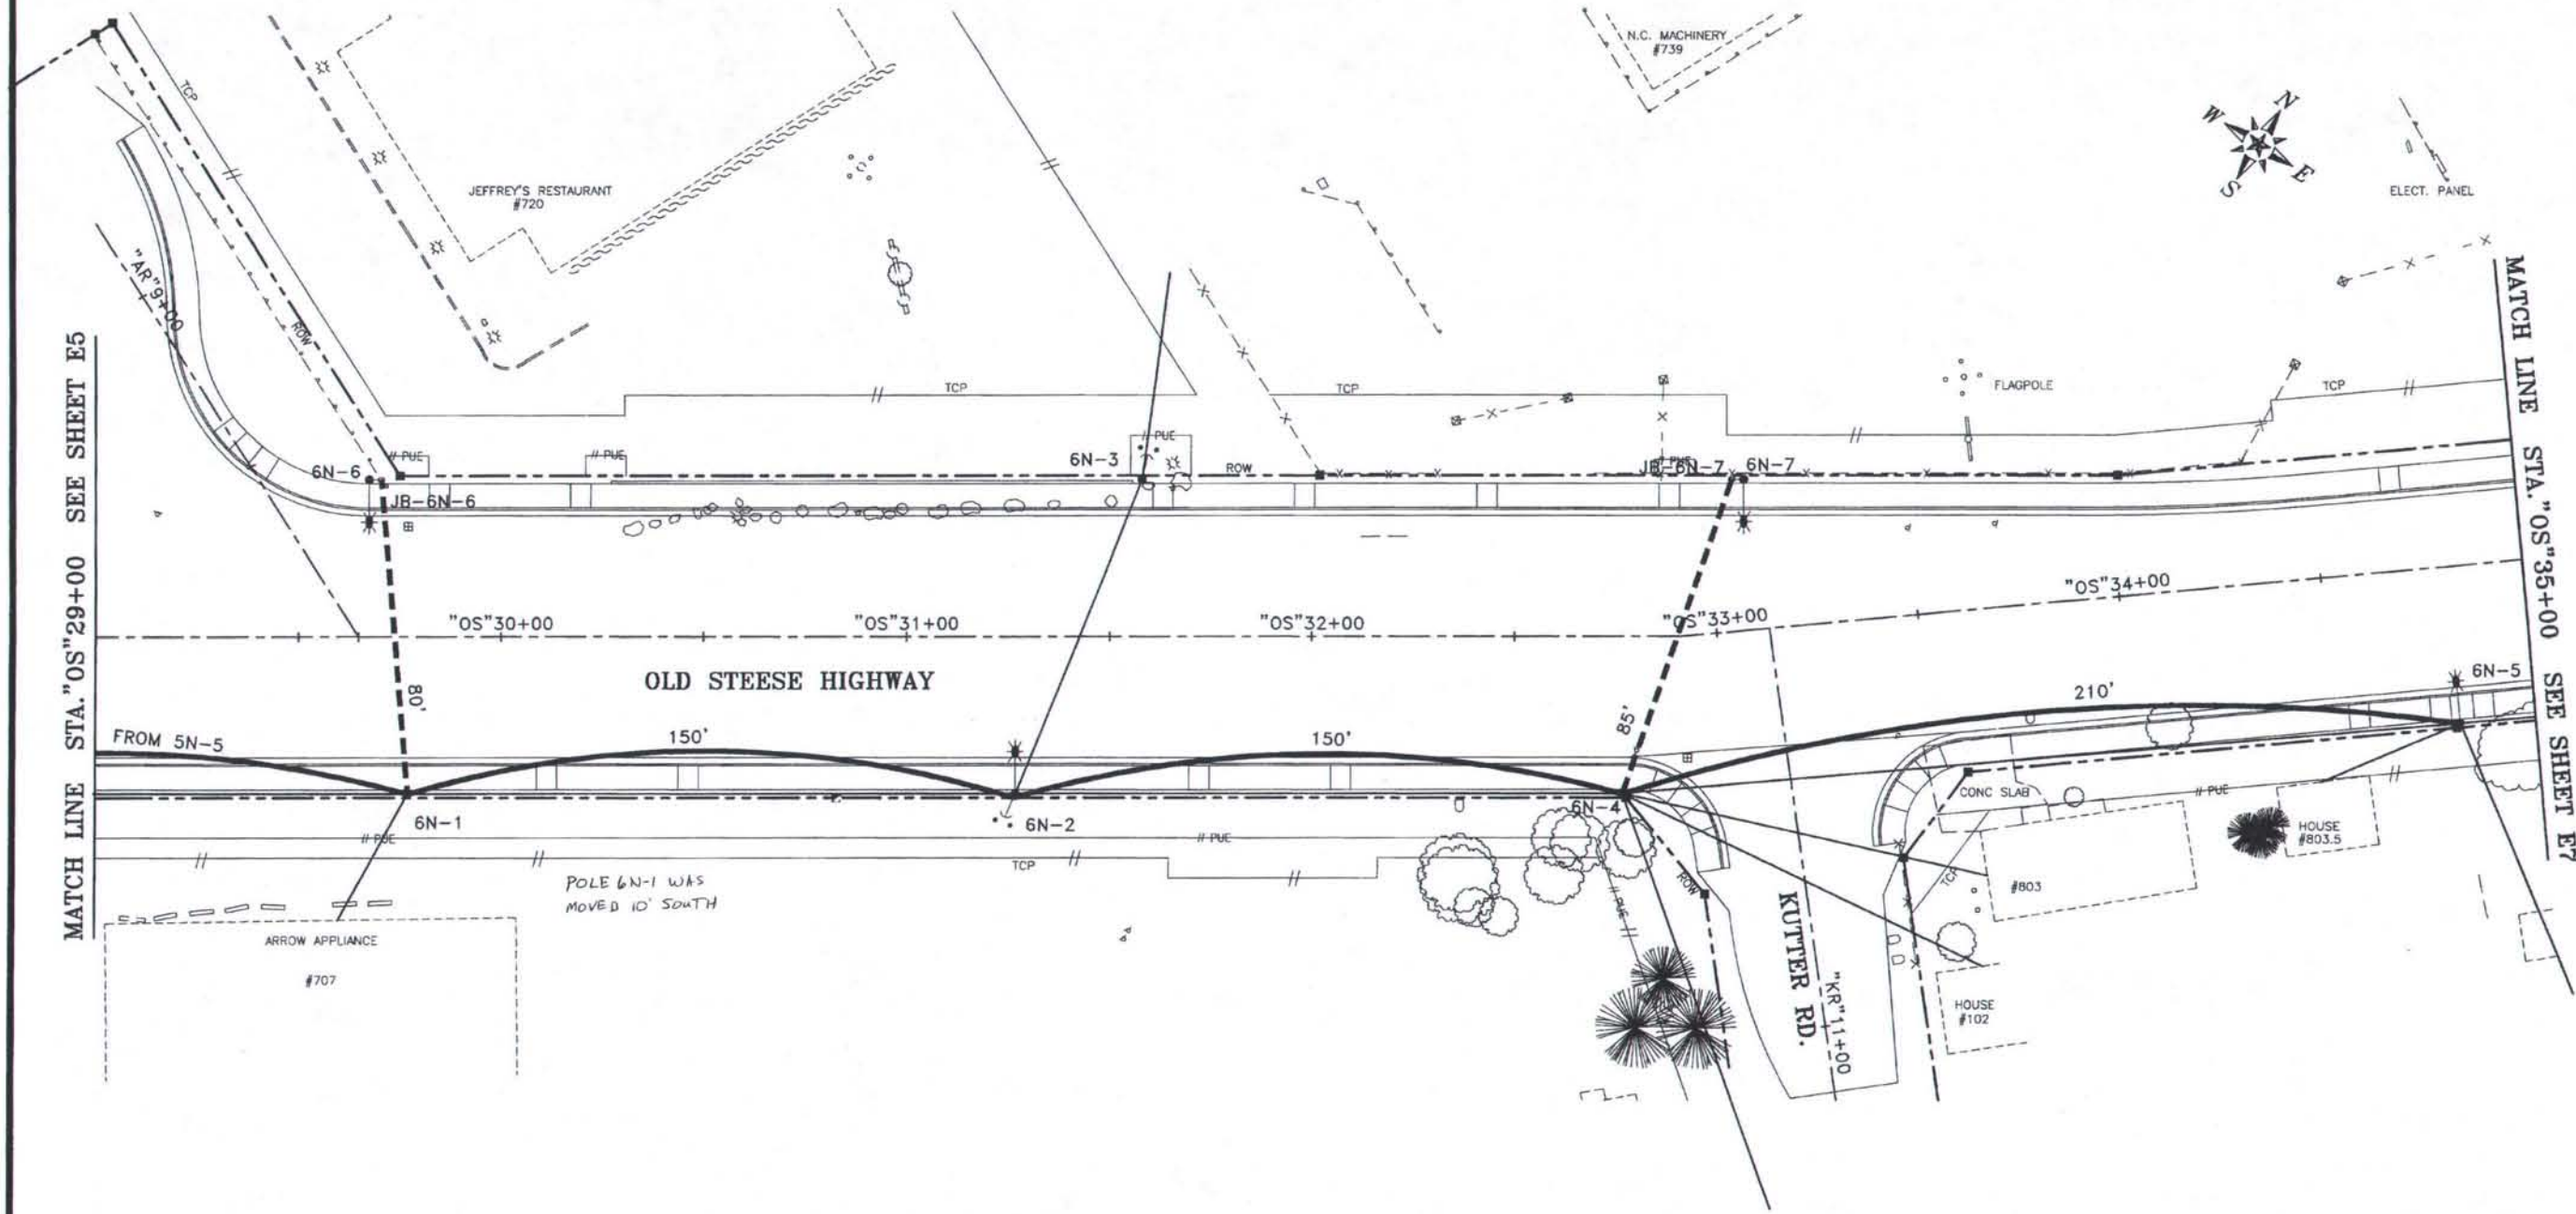 N.C. MACHINERY
#739
N
W
E
S
TCP
JEFFREY'S RESTAURANT
#720
ELECT. PANEL
"AR"9+00
ROW
MATCH LINE STA."OS"29+00 SEE SHEET E5
MATCH LINE STA."OS"35+00 SEE SHEET E7
TCP
TCP
FLAGPOLE
TCP
// PUE
// PUE
// PUE
6N-6
6N-3
ROW
PUE
JB-6N-7
6N-7
JB-6N-6
"OS"30+00
"OS"31+00
"OS"32+00
"OS"33+00
"OS"34+00
OLD STEESE HIGHWAY
80'
6N-5
210'
85'
FROM 5N-5
150'
150'
6N-1
6N-2
6N-4
CONC SLAB
// PUE
// PUE
// PUE
TCP
HOUSE
#803.5
POLE 6N-1 WAS
MOVED 10' SOUTH
ROW
// PUE
TCP
#803
KUTTER RD.
"KR"11+00
ARROW APPLIANCE
#707
HOUSE
#102